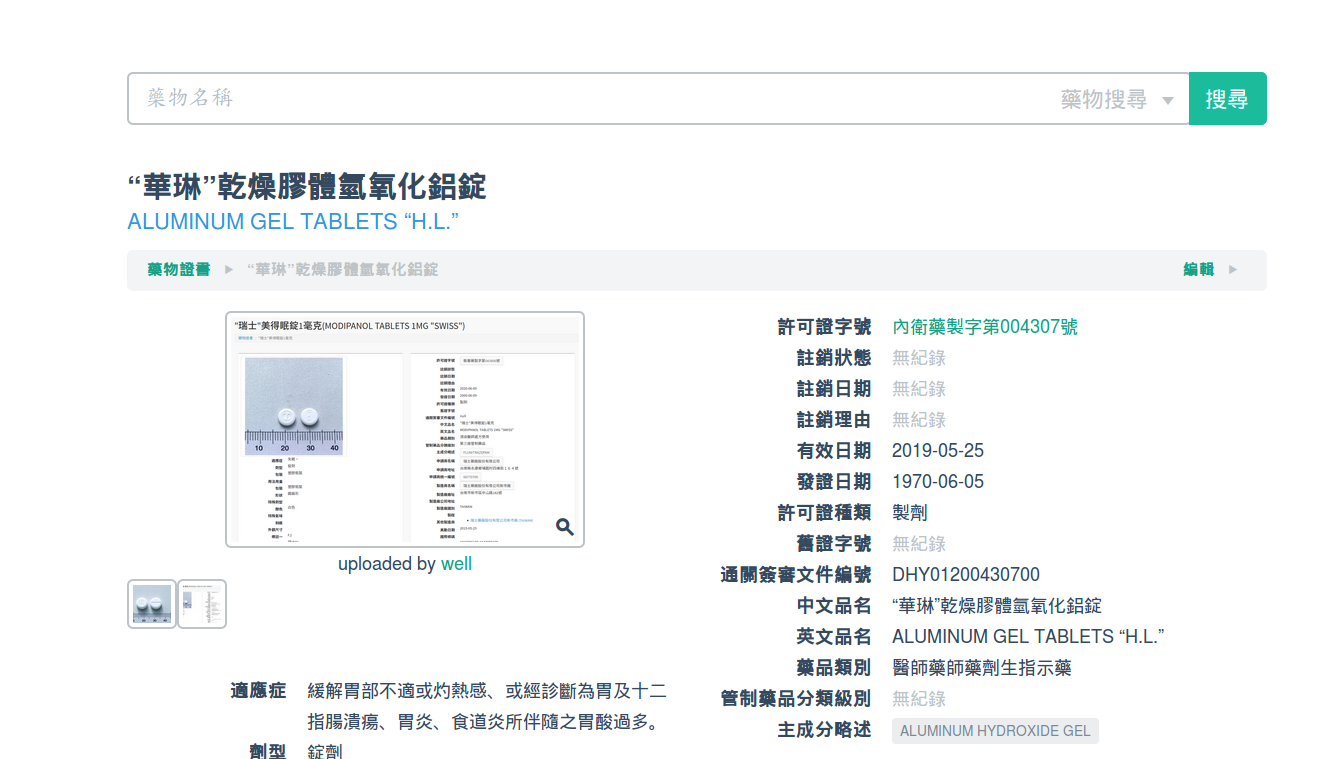 藥物名稱
藥物搜尋
搜尋
“華琳”乾燥膠體氫氧化鋁錠
ALUMINUM GEL TABLETS “H.L.”
藥物證書
“華琳”乾燥膠體氫氧化鋁錠
編輯
"瑞士"美得眠錠1毫克(MODIPANOL TABLETS 1MG "SWISS")
10 20 30 40
uploaded by well
適應症 緩解胃部不適或灼熱感、或經診斷為胃及十二
指腸潰瘍、胃炎、食道炎所伴隨之胃酸過多。
劑型 錠劑
許可證字號 內衛藥製字第004307號
註銷狀態 無紀錄
註銷日期 無紀錄
註銷理由 無紀錄
有效日期 2019-05-25
發證日期 1970-06-05
許可證種類 製劑
舊證字號 無紀錄
通關簽審文件編號 DHY01200430700
中文品名 “華琳”乾燥膠體氫氧化鋁錠
英文品名 ALUMINUM GEL TABLETS “H.L.”
藥品類別 醫師藥師藥劑生指示藥
管制藥品分類級別 無紀錄
主成分略述 ALUMINUM HYDROXIDE GEL